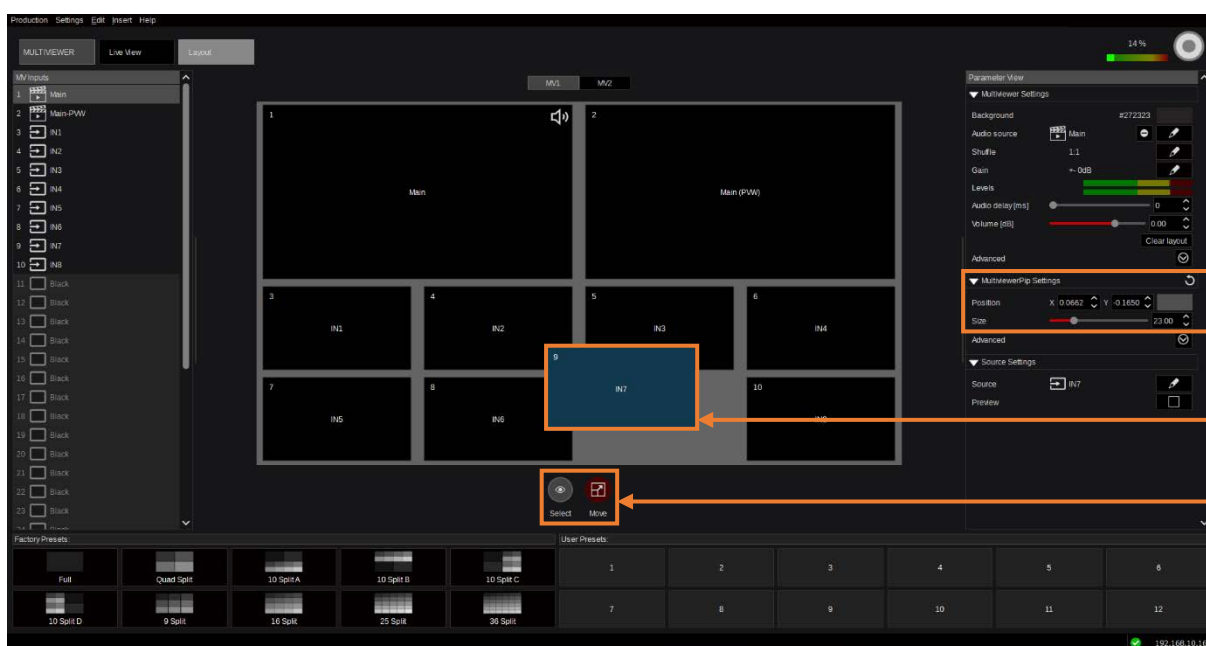 Production Settings Edit Insert Help
MULTIVIEWER Live View Layout
14 %
MV Inputs
1 Main
2 Main-PVW
3 IN1
4 IN2
5 IN3
6 IN4
7 IN5
8 IN6
9 IN7
10 IN8
11 Black
12 Black
13 Black
14 Black
15 Black
16 Black
17 Black
18 Black
19 Black
20 Black
21 Black
22 Black
23 Black
MV1 MV2
1 2
Main Main (PVW)
3 4 5 6
IN1 IN2 IN3 IN4
9
IN7
7 8 10
IN5 IN6
Select Move
Parameter View
Multiviewer Settings
Background #272323
Audio source Main
Shuffle 1:1
Gain +- 0dB
Levels
Audio delay[ms] 0
Volume [dB] 0.00
Clear layout
Advanced
MultiviewerPip Settings
Position X 0.0662 Y -0.1650
Size 23.00
Advanced
Source Settings
Source IN7
Preview
Factory Presets:
Full Quad Split 10 Split A 10 Split B 10 Split C
10 Split D 9 Split 16 Split 25 Split 36 Split
User Presets:
1 2 3 4 5 6
7 8 9 10 11 12